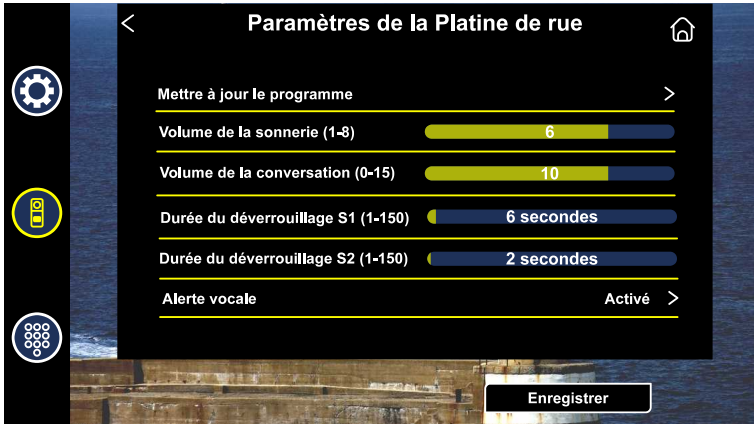 Paramètres de la Platine de rue
Mettre à jour le programme
Volume de la sonnerie (1-8) 6
Volume de la conversation (0-15) 10
Durée du déverrouillage S1 (1-150) 6 secondes
Durée du déverrouillage S2 (1-150) 2 secondes
Alerte vocale Activé
Enregistrer